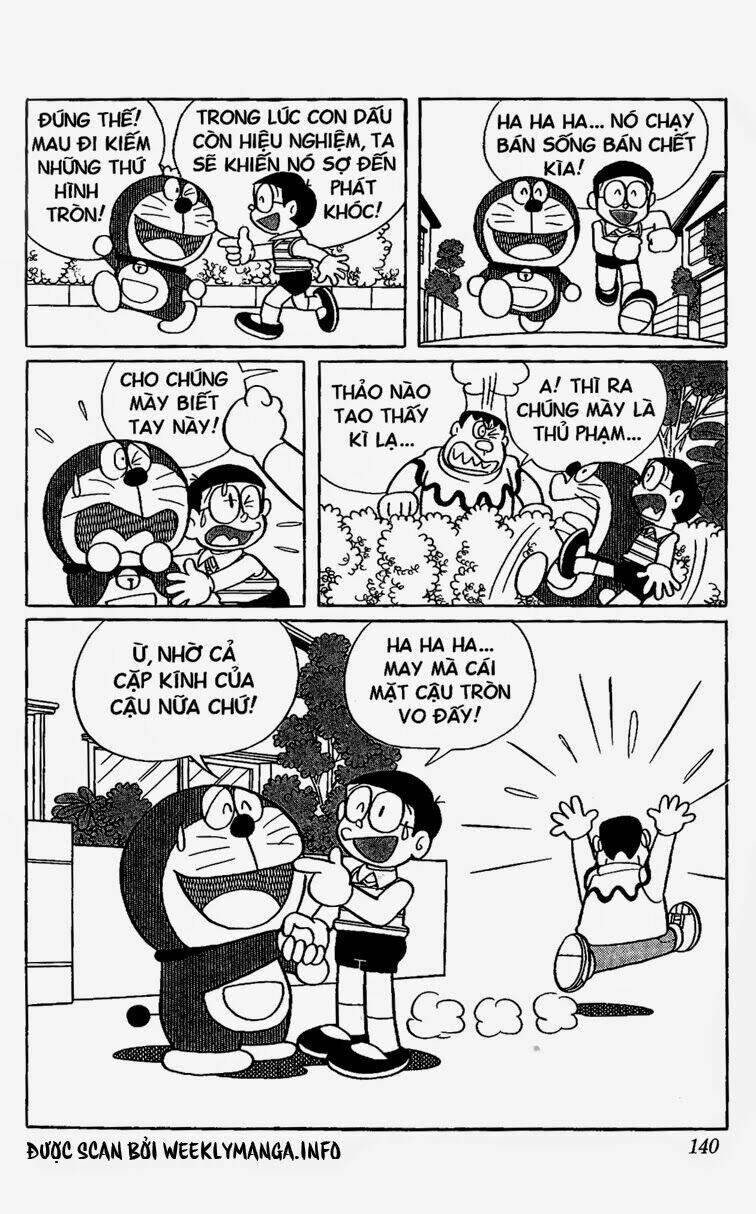 HA HA HA... NÓ CHẠY
BÁN SỐNG BÁN CHẾT
KÌA!
TRONG LÚC CON DẤU
CÒN HIỆU NGHIỆM, TA
SẼ KHIẾN NÓ SỢ ĐẾN
PHÁT
KHÓC!
ĐÚNG THẾ!
MAU ĐI KIẾM
NHỮNG THỨ
HÌNH
TRÒN!
A! THÌ RA
CHÚNG MÀY LÀ
THỦ PHẠM...
THẢO NÀO
TAO THẤY
KÌ LẠ...
CHO CHÚNG
MÀY BIẾT
TAY NÀY!
HA HA HA...
MAY MÀ CÁI
MẶT CẬU TRÒN
VO ĐẤY!
Ừ, NHỜ CẢ
CẶP KÍNH CỦA
CẬU NỮA CHỨ!
ĐƯỢC SCAN BỞI WEEKLYMANGA.INFO
140